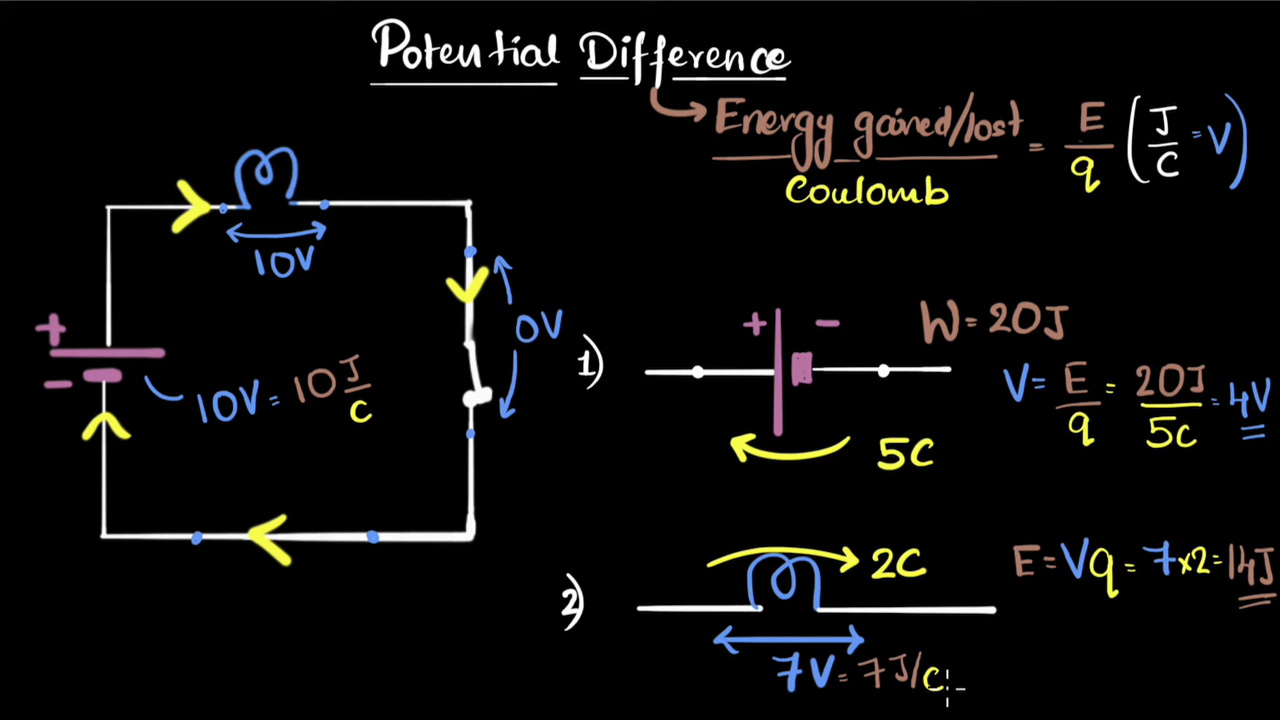 Potential Difference
Energy gained/lost = E ( J = V )
Coulomb q C
10V
0V
+
-
10V = 10 J
C
1)
+ -
W = 20J
V = E = 20J = 4V
q 5C
5C
2)
2C
E = Vq = 7 x 2 = 14J
7V = 7J/C